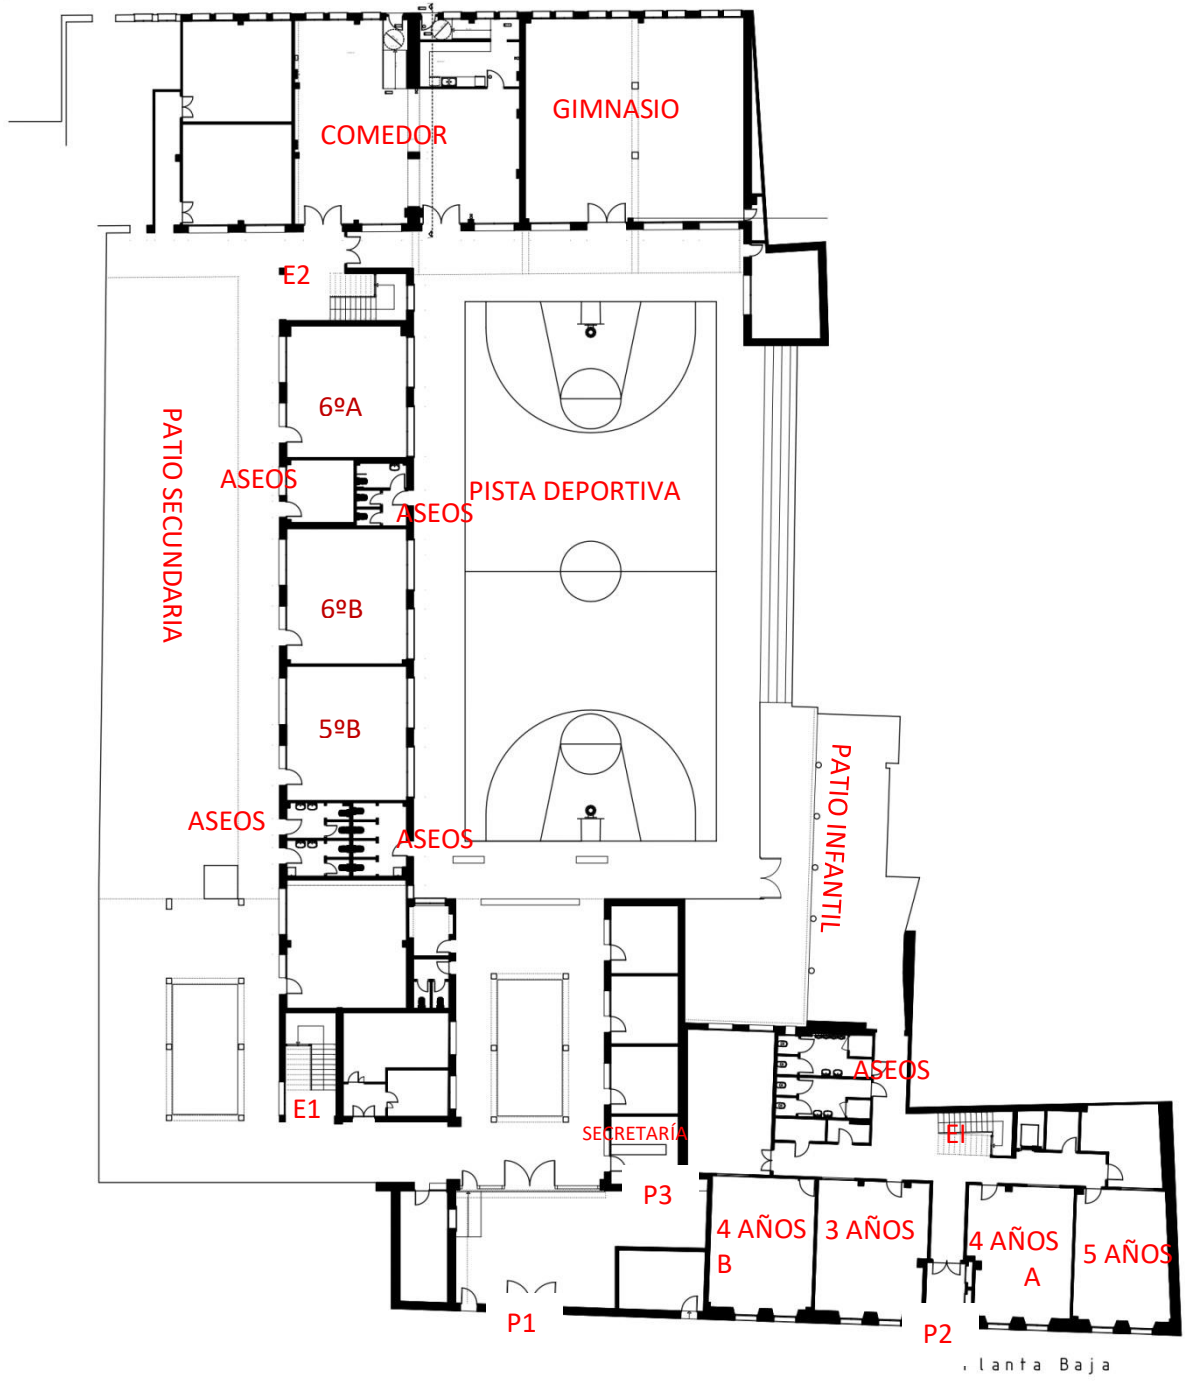 GIMNASIO
COMEDOR
E2
6ºA
PATIO SECUNDARIA
ASEOS
PISTA DEPORTIVA
ASEOS
6ºB
5ºB
PATIO INFANTIL
ASEOS
ASEOS
ASEOS
E1
SECRETARÍA
EI
P3
4 AÑOS
B
3 AÑOS
4 AÑOS
A
5 AÑOS
P1
P2
lanta Baja